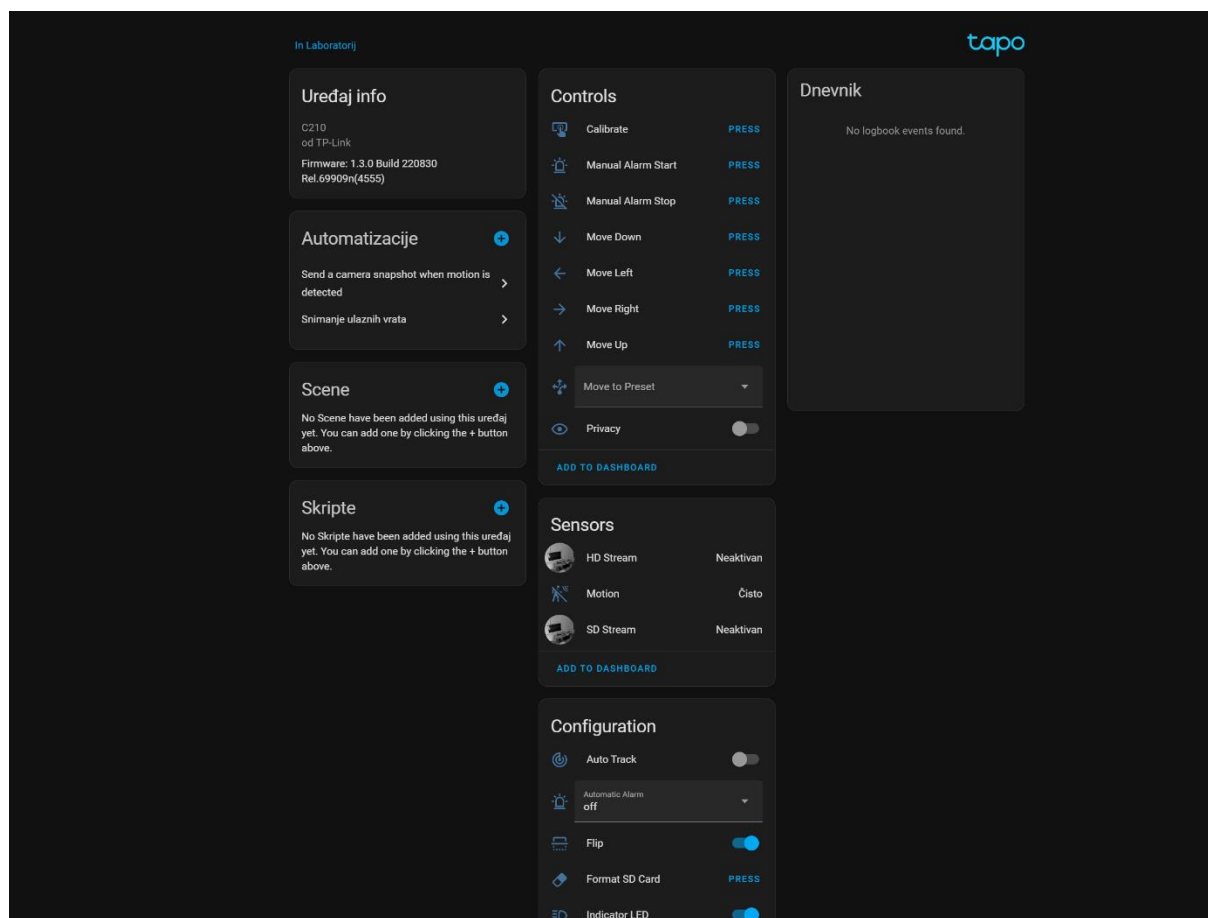 In Laboratorij
tapo
Uređaj info
C210
od TP-Link
Firmware: 1.3.0 Build 220830
Rel.69909n(4555)
Automatizacije
Send a camera snapshot when motion is
detected
Snimanje ulaznih vrata
Scene
No Scene have been added using this uređaj
yet. You can add one by clicking the + button
above.
Skripte
No Skripte have been added using this uređaj
yet. You can add one by clicking the + button
above.
Controls
Calibrate PRESS
Manual Alarm Start PRESS
Manual Alarm Stop PRESS
Move Down PRESS
Move Left PRESS
Move Right PRESS
Move Up PRESS
Move to Preset
Privacy
ADD TO DASHBOARD
Sensors
HD Stream Neaktivan
Motion Čisto
SD Stream Neaktivan
ADD TO DASHBOARD
Configuration
Auto Track
Automatic Alarm
off
Flip
Format SD Card PRESS
Indicator LED
Dnevnik
No logbook events found.